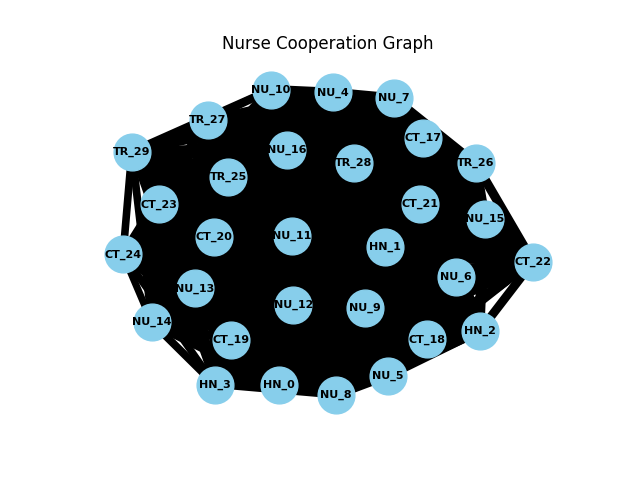 Nurse Cooperation Graph
NU_10
NU_4
NU_7
TR_27
CT_17
TR_29
NU_16
TR_28
TR_26
TR_25
CT_23
CT_21
NU_15
CT_20
NU_11
HN_1
CT_24
CT_22
NU_6
NU_13
NU_12
NU_9
NU_14
HN_2
CT_19
CT_18
NU_5
HN_3
HN_0
NU_8